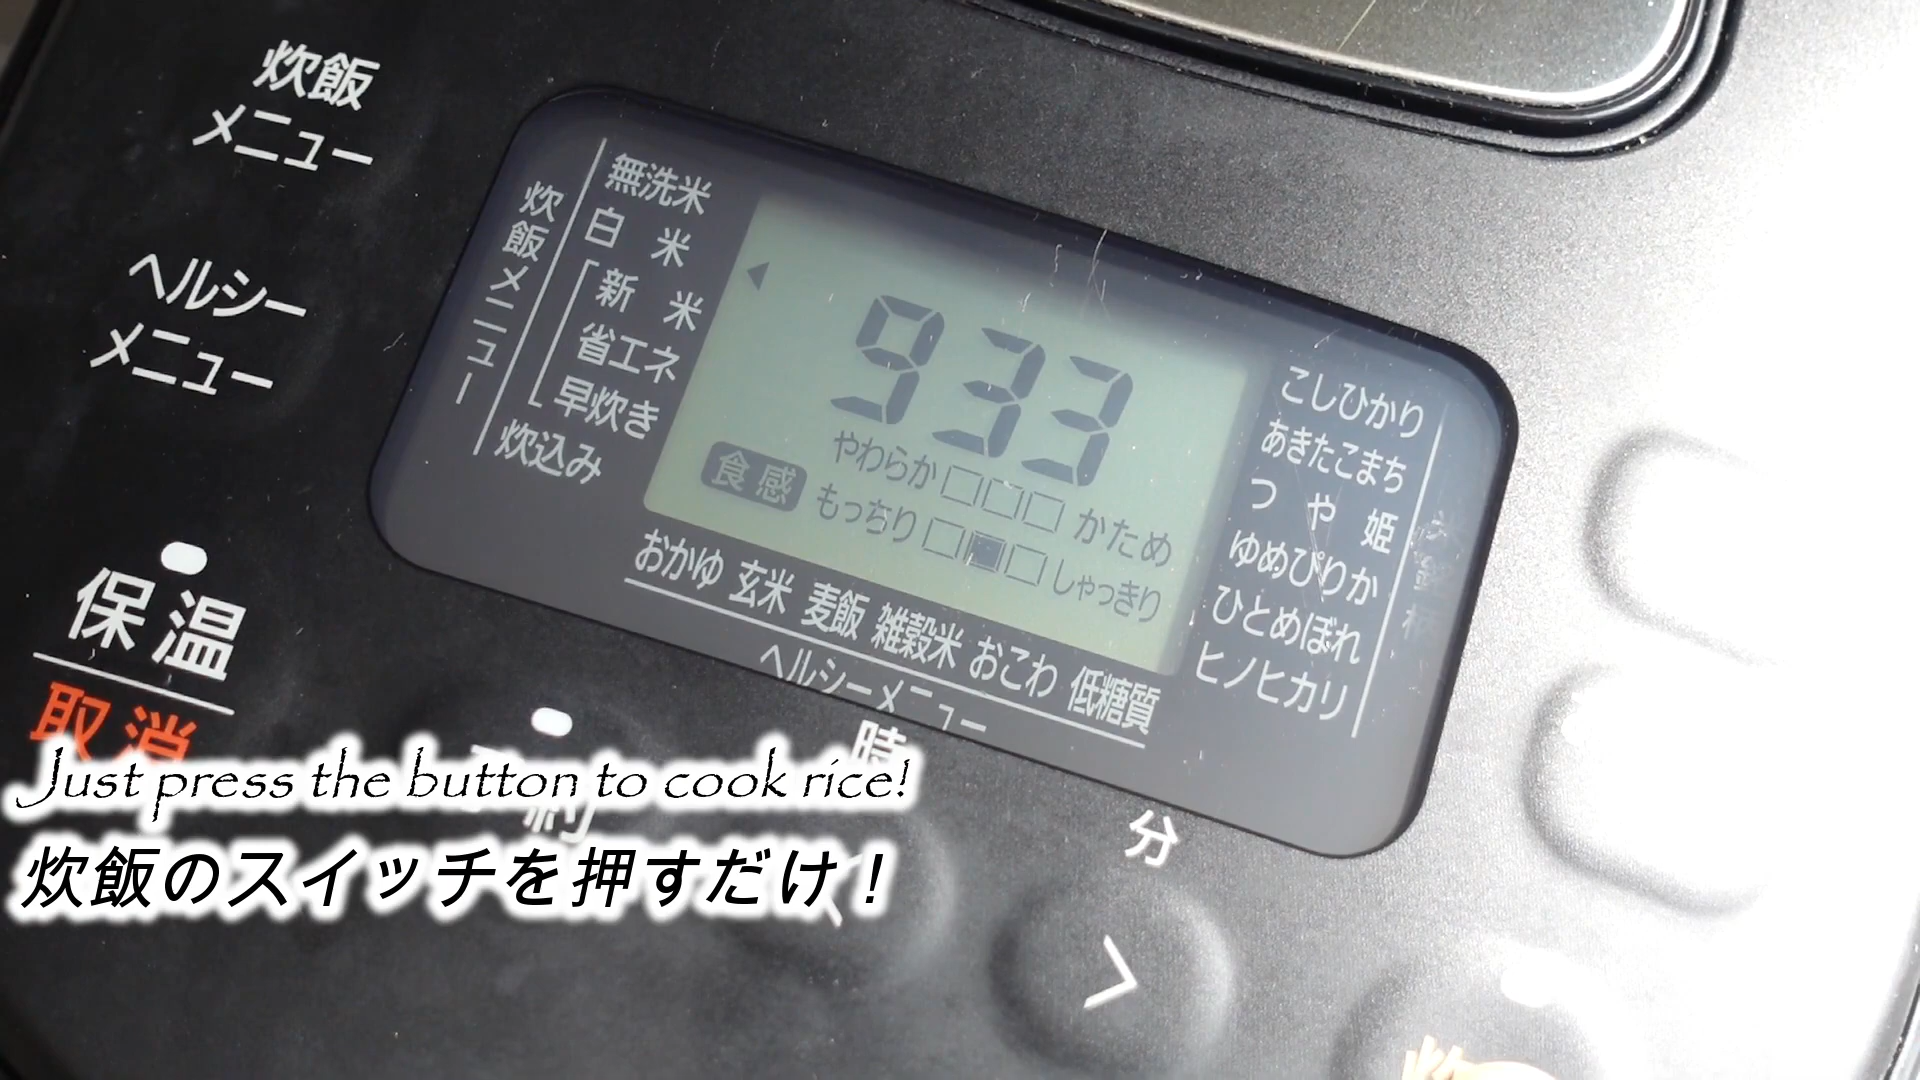 炊飯
メニュー
ヘルシー
メニュー
保温
取消
炊飯メニュー
無洗米
白米
新米
省エネ
早炊き
炊込み
933
食感
やわらか かため
もっちり しゃっきり
こしひかり
あきたこまち
つや姫
ゆめぴりか
ひとめぼれ
ヒノヒカリ
おかゆ 玄米 麦飯 雑穀米 おこわ 低糖質
ヘルシーメニュー
時
分
Just press the button to cook rice!
炊飯のスイッチを押すだけ！